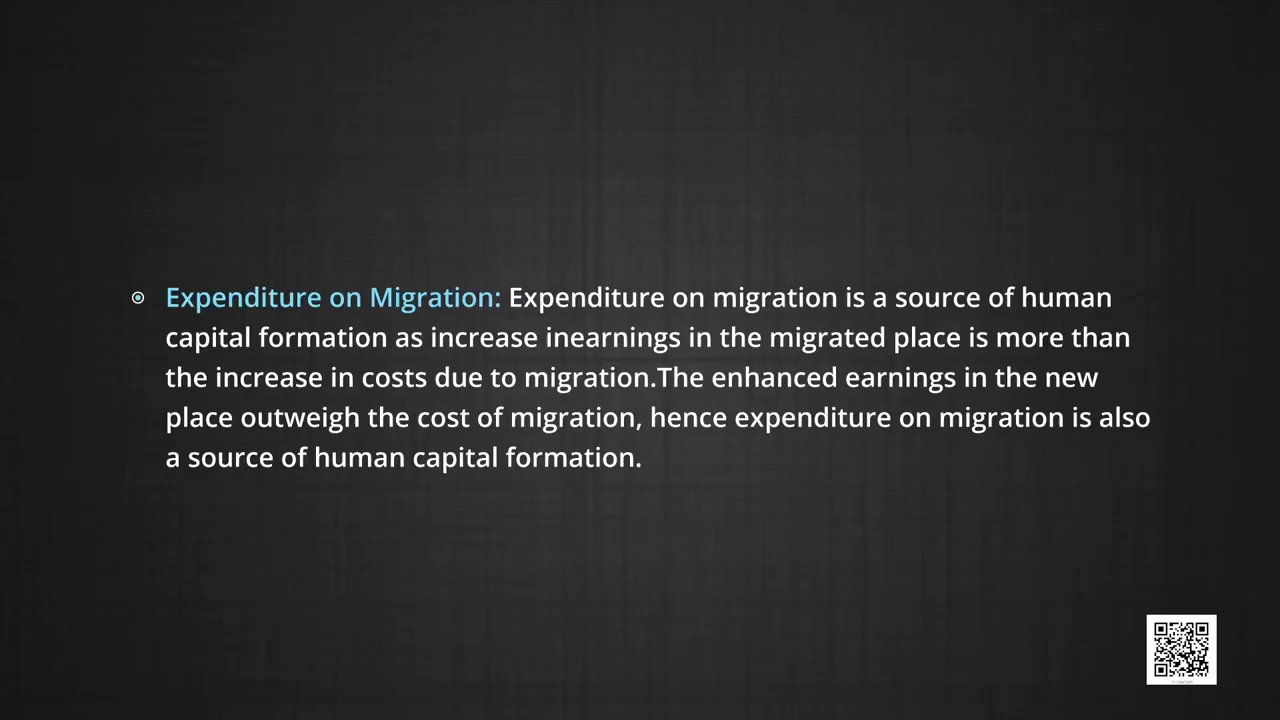 Expenditure on Migration: Expenditure on migration is a source of human
capital formation as increase inearnings in the migrated place is more than
the increase in costs due to migration.The enhanced earnings in the new
place outweigh the cost of migration, hence expenditure on migration is also
a source of human capital formation.